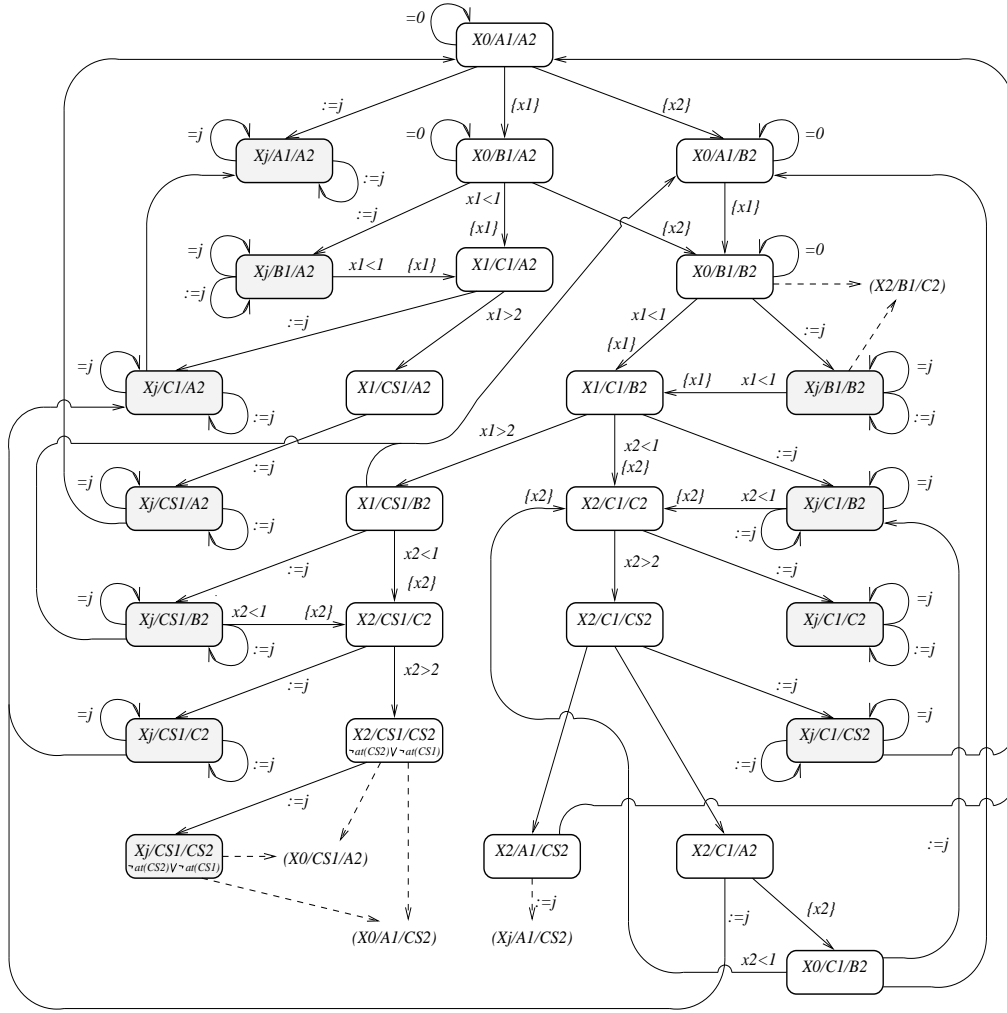 =0
X0/A1/A2
:=j
{x1}
{x2}
=j
Xj/A1/A2
:=j
=0
X0/B1/A2
X0/A1/B2
=0
x1<1
:=j
{x1}
{x2}
{x1}
=j
Xj/B1/A2
:=j
x1<1
{x1}
X1/C1/A2
X0/B1/B2
=0
(X2/B1/C2)
:=j
x1>2
x1<1
{x1}
:=j
=j
Xj/C1/A2
:=j
X1/CS1/A2
X1/C1/B2
{x1}
x1<1
Xj/B1/B2
=j
:=j
:=j
x1>2
x2<1
{x2}
:=j
=j
Xj/CS1/A2
:=j
X1/CS1/B2
{x2}
X2/C1/C2
{x2}
x2<1
:=j
Xj/C1/B2
=j
:=j
x2<1
{x2}
x2>2
:=j
=j
Xj/CS1/B2
:=j
x2<1
{x2}
X2/CS1/C2
X2/C1/CS2
Xj/C1/C2
=j
:=j
:=j
x2>2
:=j
=j
Xj/CS1/C2
:=j
X2/CS1/CS2
¬at(CS2)∨¬at(CS1)
Xj/C1/CS2
=j
:=j
:=j
Xj/CS1/CS2
¬at(CS2)∨¬at(CS1)
(X0/CS1/A2)
X2/A1/CS2
X2/C1/A2
:=j
(X0/A1/CS2)
:=j
(Xj/A1/CS2)
:=j
{x2}
x2<1
X0/C1/B2